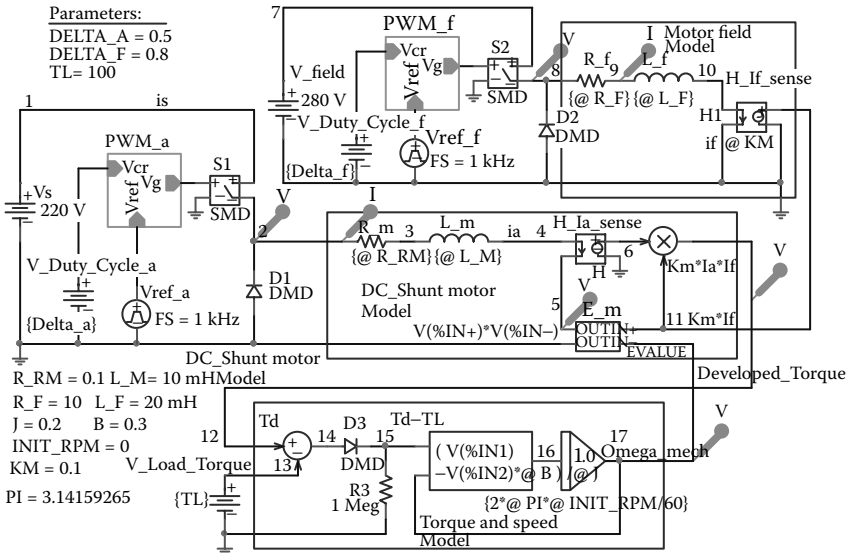 Parameters:
DELTA_A = 0.5
DELTA_F = 0.8
TL= 100
7
PWM_f
Vcr
Vg
Vref
S2
SMD
V_field
280 V
V_Duty_Cycle_f
{Delta_f}
Vref_f
FS = 1 kHz
V
8
D2
DMD
I
Motor field
Model
R_f
9
L_f
10
{@ R_F}
{@ L_F}
H_If_sense
H1
if
@ KM
1
is
PWM_a
Vcr
Vg
Vref
S1
SMD
Vs
220 V
V_Duty_Cycle_a
{Delta_a}
Vref_a
FS = 1 kHz
V
2
D1
DMD
I
R_m
3
L_m
ia
4
{@ R_RM}
{@ L_M}
H_Ia_sense
H
6
Km*Ia*If
V
DC_Shunt motor
Model
5
V
E_m
V(%IN+)*V(%IN−)
OUTIN+
OUTIN−
EVALUE
11 Km*If
DC_Shunt motor
Model
Developed_Torque
R_RM = 0.1 L_M= 10 mH
R_F = 10 L_F = 20 mH
J = 0.2 B = 0.3
INIT_RPM = 0
KM = 0.1
PI = 3.14159265
12
Td
13
14
D3
DMD
Td−TL
15
V_Load_Torque
{TL}
R3
1 Meg
( V(%IN1)
−V(%IN2)*@ B ) /@ J
16
1.0
17
Omega_mech
V
{2*@ PI*@ INIT_RPM/60}
Torque and speed
Model